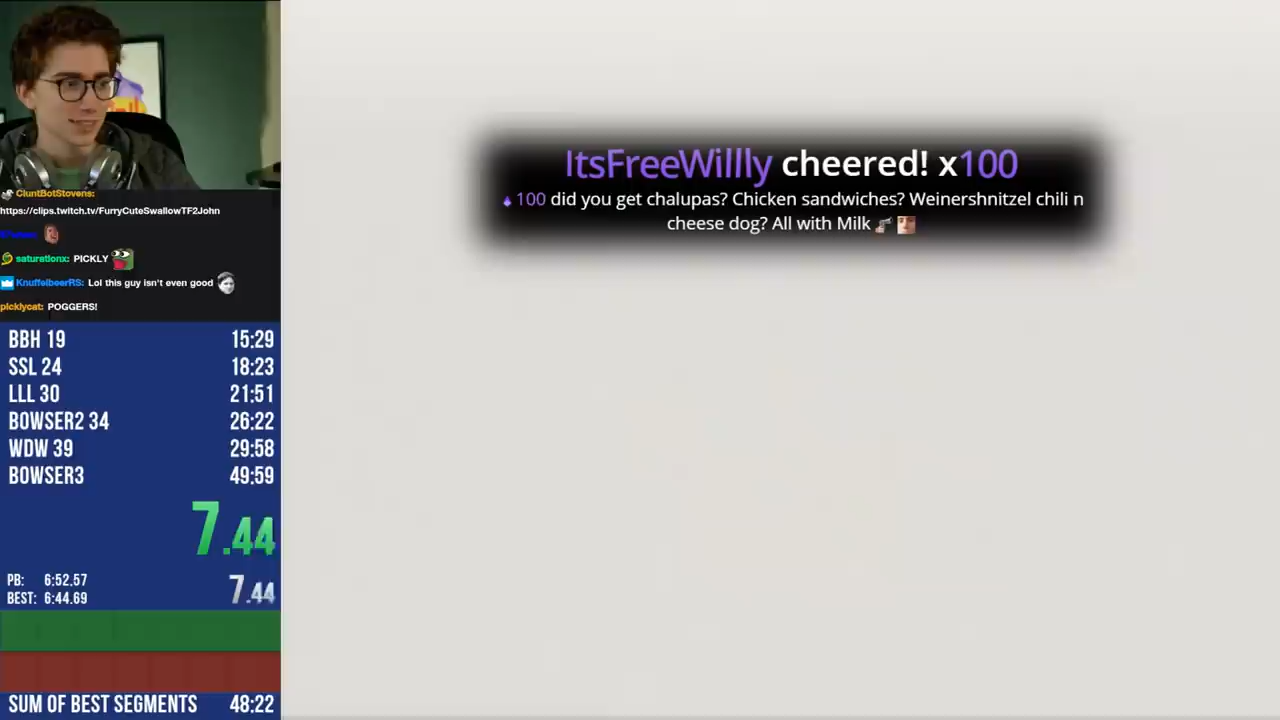 ItsFreeWillly cheered! x100
100 did you get chalupas? Chicken sandwiches? Weinershnitzel chili n
cheese dog? All with Milk
CluntBotStovens:
https://clips.twitch.tv/FurryCuteSwallowTF2John
saturationx: PICKLY
KnuffelbeerRS: Lol this guy isn't even good
picklycat: POGGERS!
BBH 19 15:29
SSL 24 18:23
LLL 30 21:51
BOWSER2 34 26:22
WDW 39 29:58
BOWSER3 49:59
7.44
PB: 6:52.57
BEST: 6:44.69
7.44
SUM OF BEST SEGMENTS 48:22